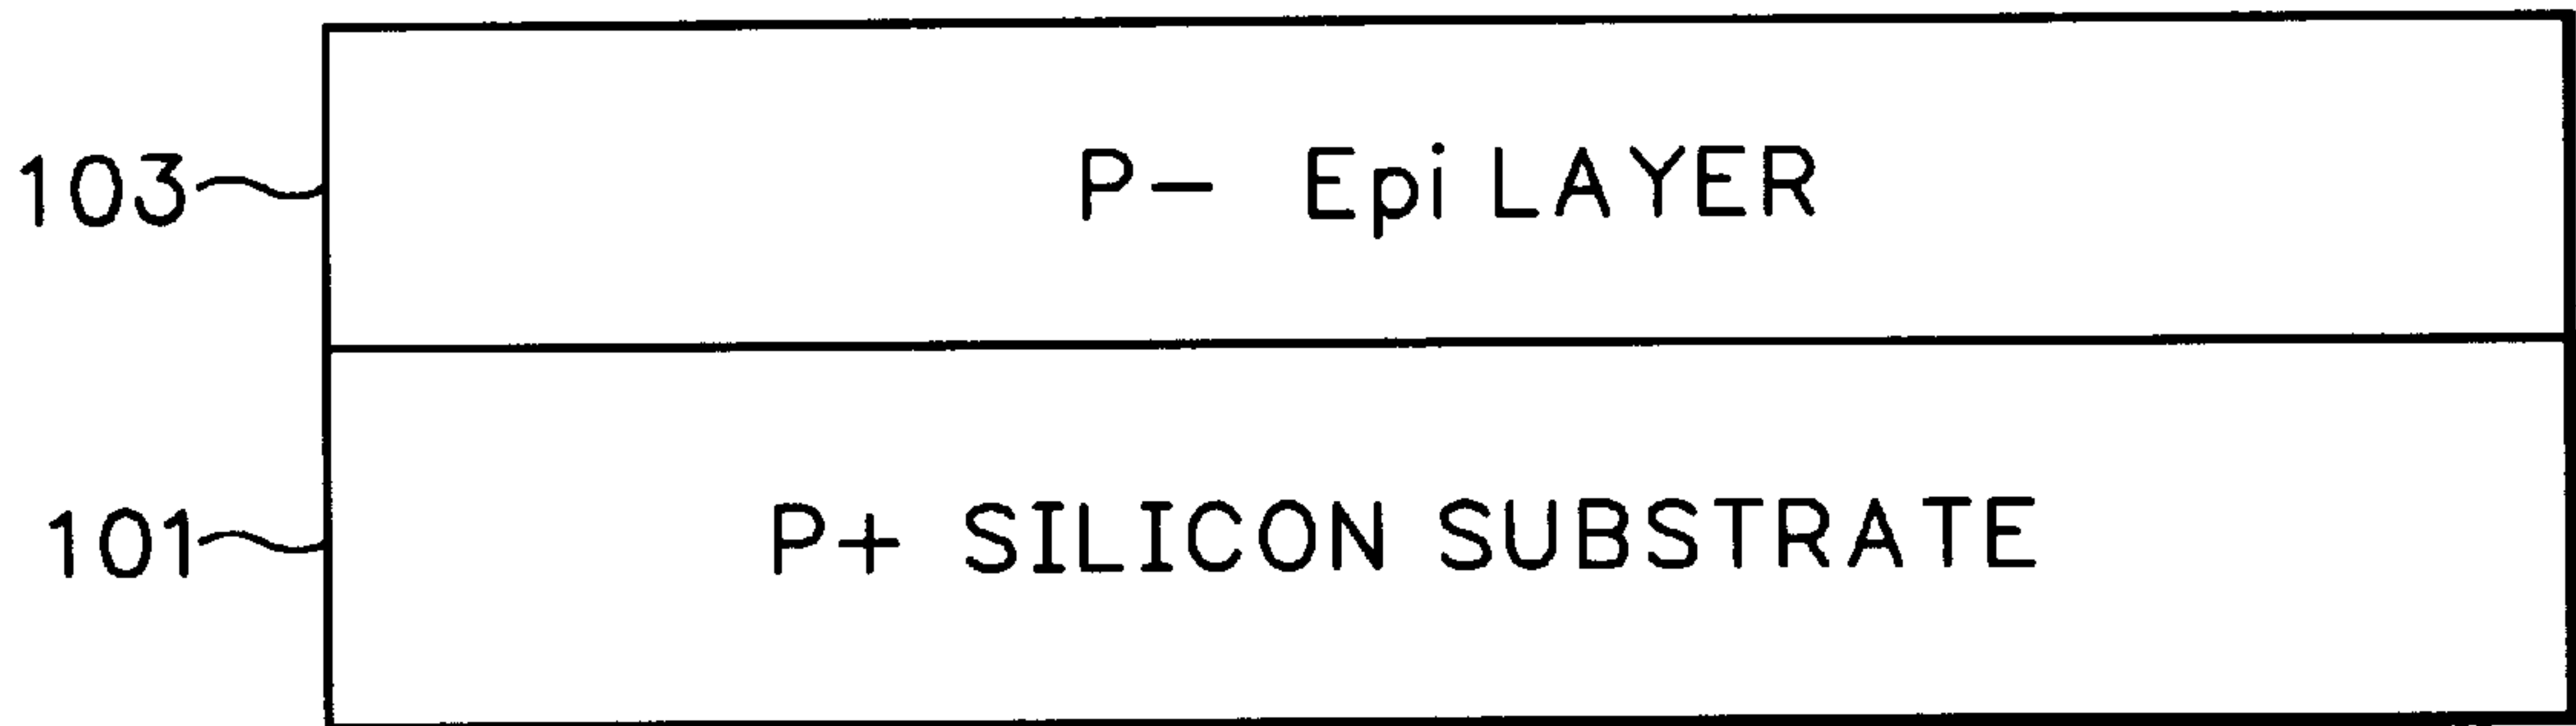 103 P- Epi LAYER
101 P+ SILICON SUBSTRATE